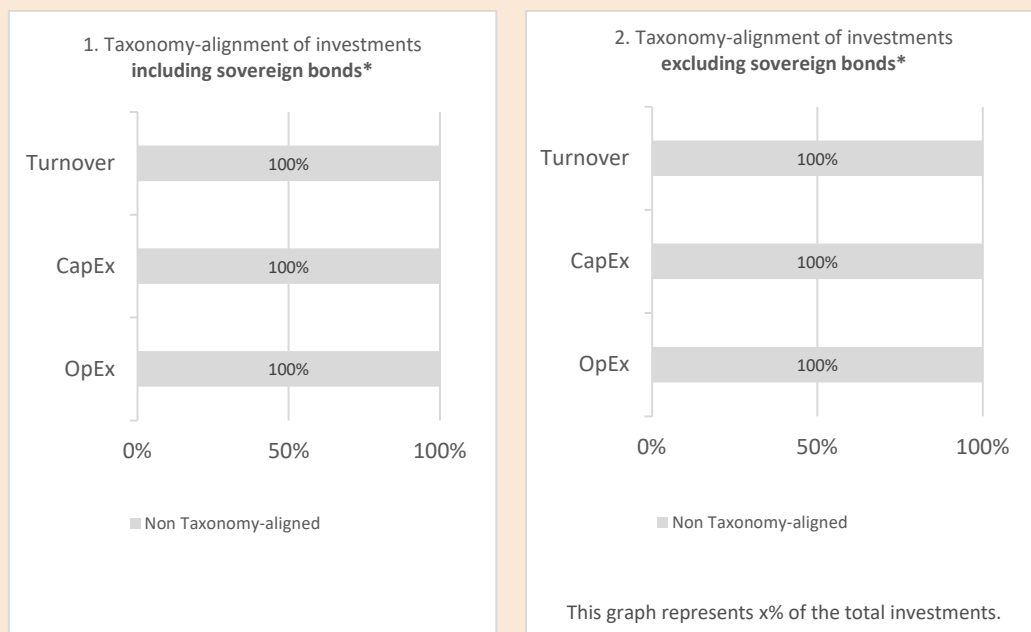 1. Taxonomy-alignment of investments
including sovereign bonds*
Turnover
100%
CapEx
100%
OpEx
100%
0%
50%
100%
Non Taxonomy-aligned
2. Taxonomy-alignment of investments
excluding sovereign bonds*
Turnover
100%
CapEx
100%
OpEx
100%
0%
50%
100%
Non Taxonomy-aligned
This graph represents x% of the total investments.